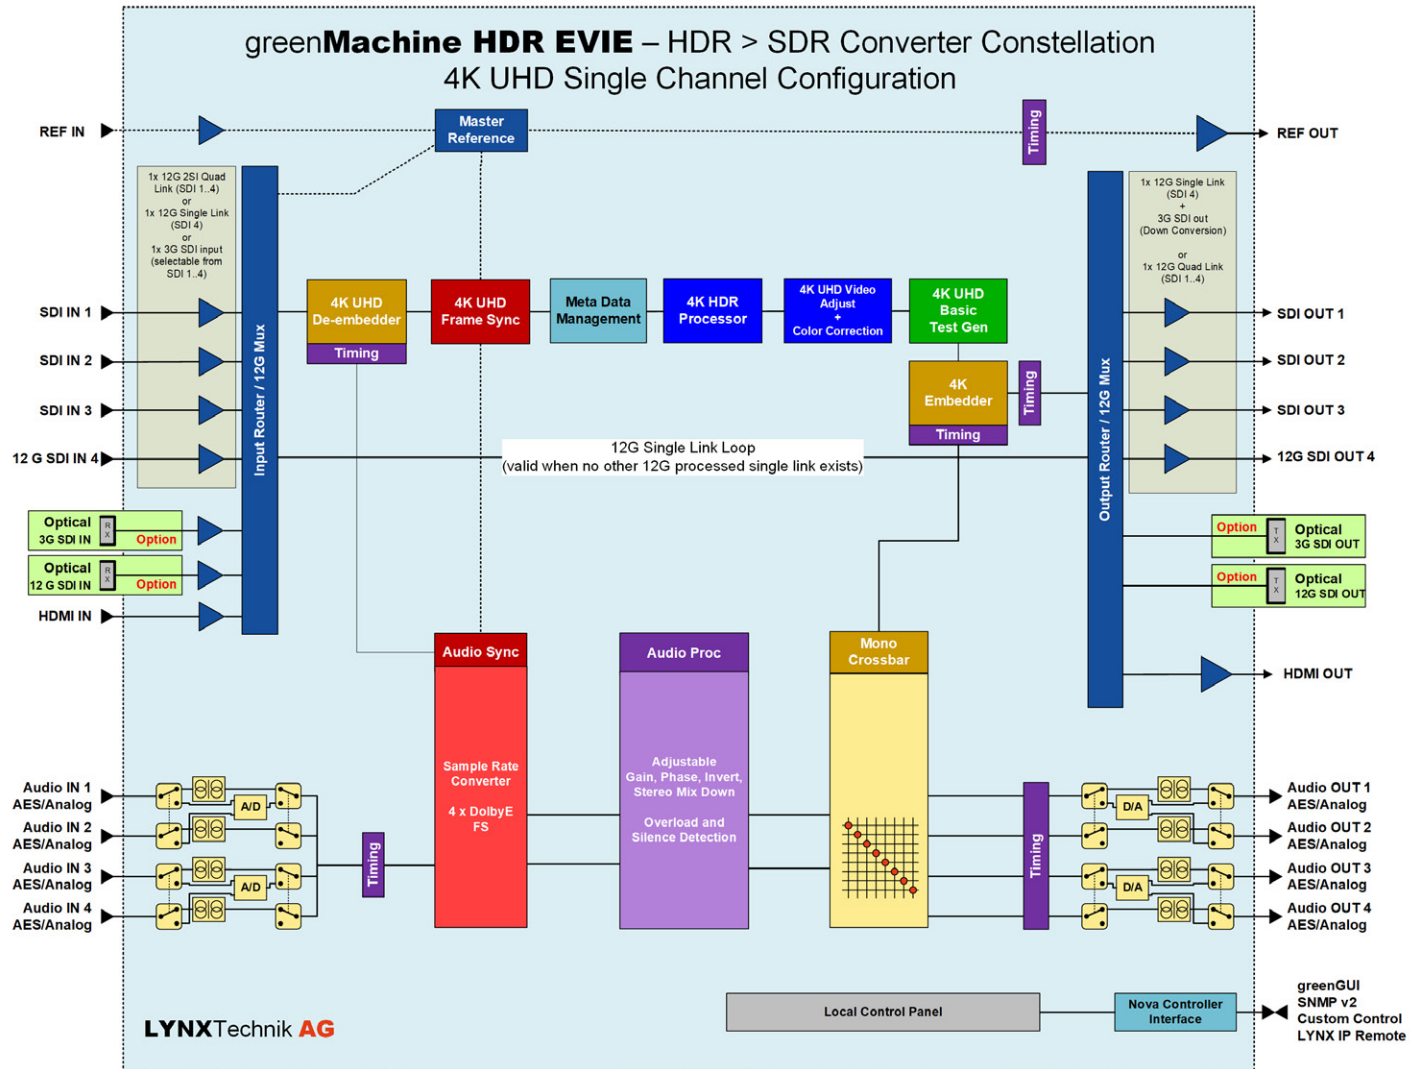 greenMachine HDR EVIE – HDR > SDR Converter Constellation
4K UHD Single Channel Configuration
REF IN
Master
Reference
Timing
REF OUT
1x 12G 2SI Quad
Link (SDI 1..4)
or
1x 12G Single Link
(SDI 4)
or
1x 3G SDI input
(selectable from
SDI 1..4)
1x 12G Single Link
(SDI 4)
+
3G SDI out
(Down Conversion)
or
1x 12G Quad Link
(SDI 1..4)
SDI IN 1
SDI IN 2
SDI IN 3
12 G SDI IN 4
Input Router / 12G Mux
4K UHD
De-embedder
Timing
4K UHD
Frame Sync
Meta Data
Management
4K HDR
Processor
4K UHD Video
Adjust
+
Color Correction
4K UHD
Basic
Test Gen
4K
Embedder
Timing
Timing
12G Single Link Loop
(valid when no other 12G processed single link exists)
Output Router / 12G Mux
SDI OUT 1
SDI OUT 2
SDI OUT 3
12G SDI OUT 4
Optical
3G SDI IN
RX
Option
Optical
12 G SDI IN
RX
Option
HDMI IN
Option
TX
Optical
3G SDI OUT
Option
TX
Optical
12G SDI OUT
HDMI OUT
Audio Sync
Sample Rate
Converter
4 x DolbyE
FS
Audio Proc
Adjustable
Gain, Phase, Invert,
Stereo Mix Down
Overload and
Silence Detection
Mono
Crossbar
Audio IN 1
AES/Analog
Audio IN 2
AES/Analog
Audio IN 3
AES/Analog
Audio IN 4
AES/Analog
A/D
A/D
Timing
Timing
D/A
D/A
Audio OUT 1
AES/Analog
Audio OUT 2
AES/Analog
Audio OUT 3
AES/Analog
Audio OUT 4
AES/Analog
LYNXTechnik AG
Local Control Panel
Nova Controller
Interface
greenGUI
SNMP v2
Custom Control
LYNX IP Remote